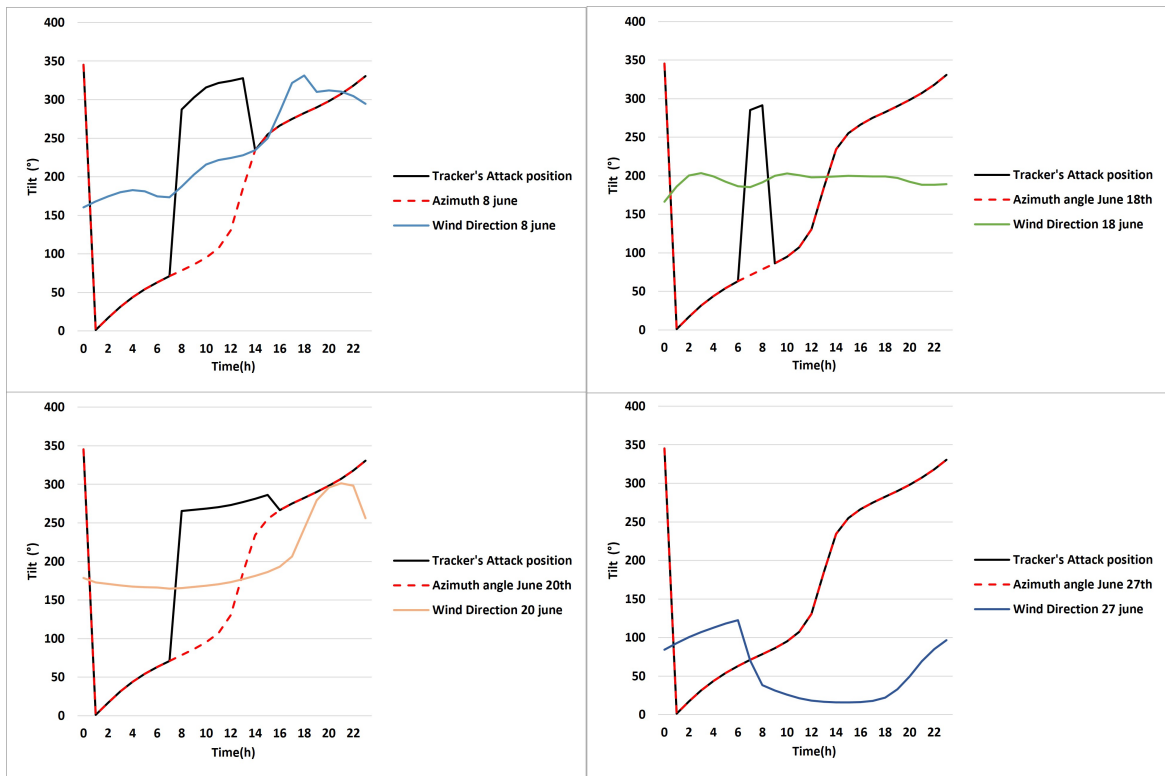 400
350
300
250
200
150
100
50
0
Tilt (°)
0 2 4 6 8 10 12 14 16 18 20 22
Time(h)
Tracker's Attack position
Azimuth 8 june
Wind Direction 8 june
400
350
300
250
200
150
100
50
0
Tilt (°)
0 2 4 6 8 10 12 14 16 18 20 22
Time(h)
Tracker's Attack position
Azimuth angle June 18th
Wind Direction 18 june
400
350
300
250
200
150
100
50
0
Tilt (°)
0 2 4 6 8 10 12 14 16 18 20 22
Time(h)
Tracker's Attack position
Azimuth angle June 20th
Wind Direction 20 june
400
350
300
250
200
150
100
50
0
Tilt (°)
0 2 4 6 8 10 12 14 16 18 20 22
Time(h)
Tracker's Attack position
Azimuth angle June 27th
Wind Direction 27 june